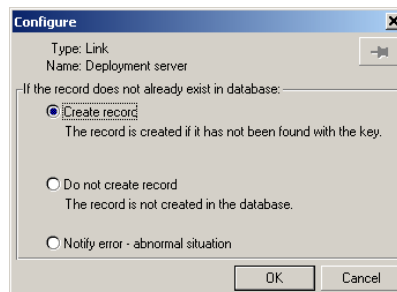 Configure
Type: Link
Name: Deployment server
If the record does not already exist in database:
Create record
The record is created if it has not been found with the key.
Do not create record
The record is not created in the database.
Notify error - abnormal situation
OK Cancel